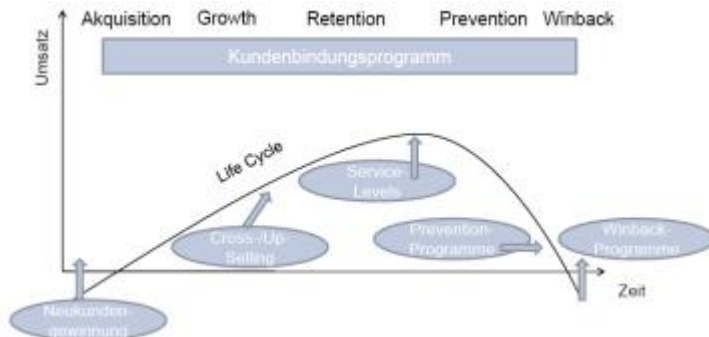 Akquisition Growth Retention Prevention Winback
Umsatz
Kundenbindungsprogramm
Life Cycle
Service-
Levels
Cross-/Up-
Selling
Prevention-
Programme
Winback-
Programme
Zeit
Neukunden-
gewinnung